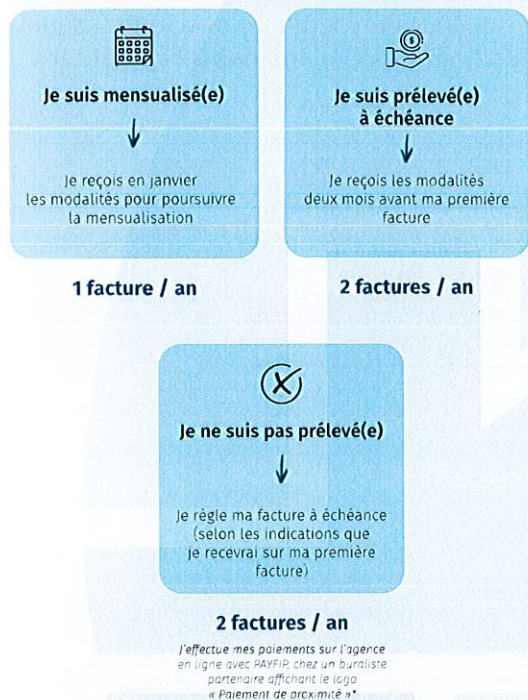 Je suis mensualisé(e)
Je reçois en janvier
les modalités pour poursuivre
la mensualisation
1 facture / an
Je suis prélevé(e)
à échéance
Je reçois les modalités
deux mois avant ma première
facture
2 factures / an
Je ne suis pas prélevé(e)
Je règle ma facture à échéance
(selon les indications que
je recevrai sur ma première
facture)
2 factures / an
J'effectue mes paiements sur l'agence
en ligne avec PAYFIP, chez un buraliste
partenaire affichant le logo
« Paiement de proximité »*